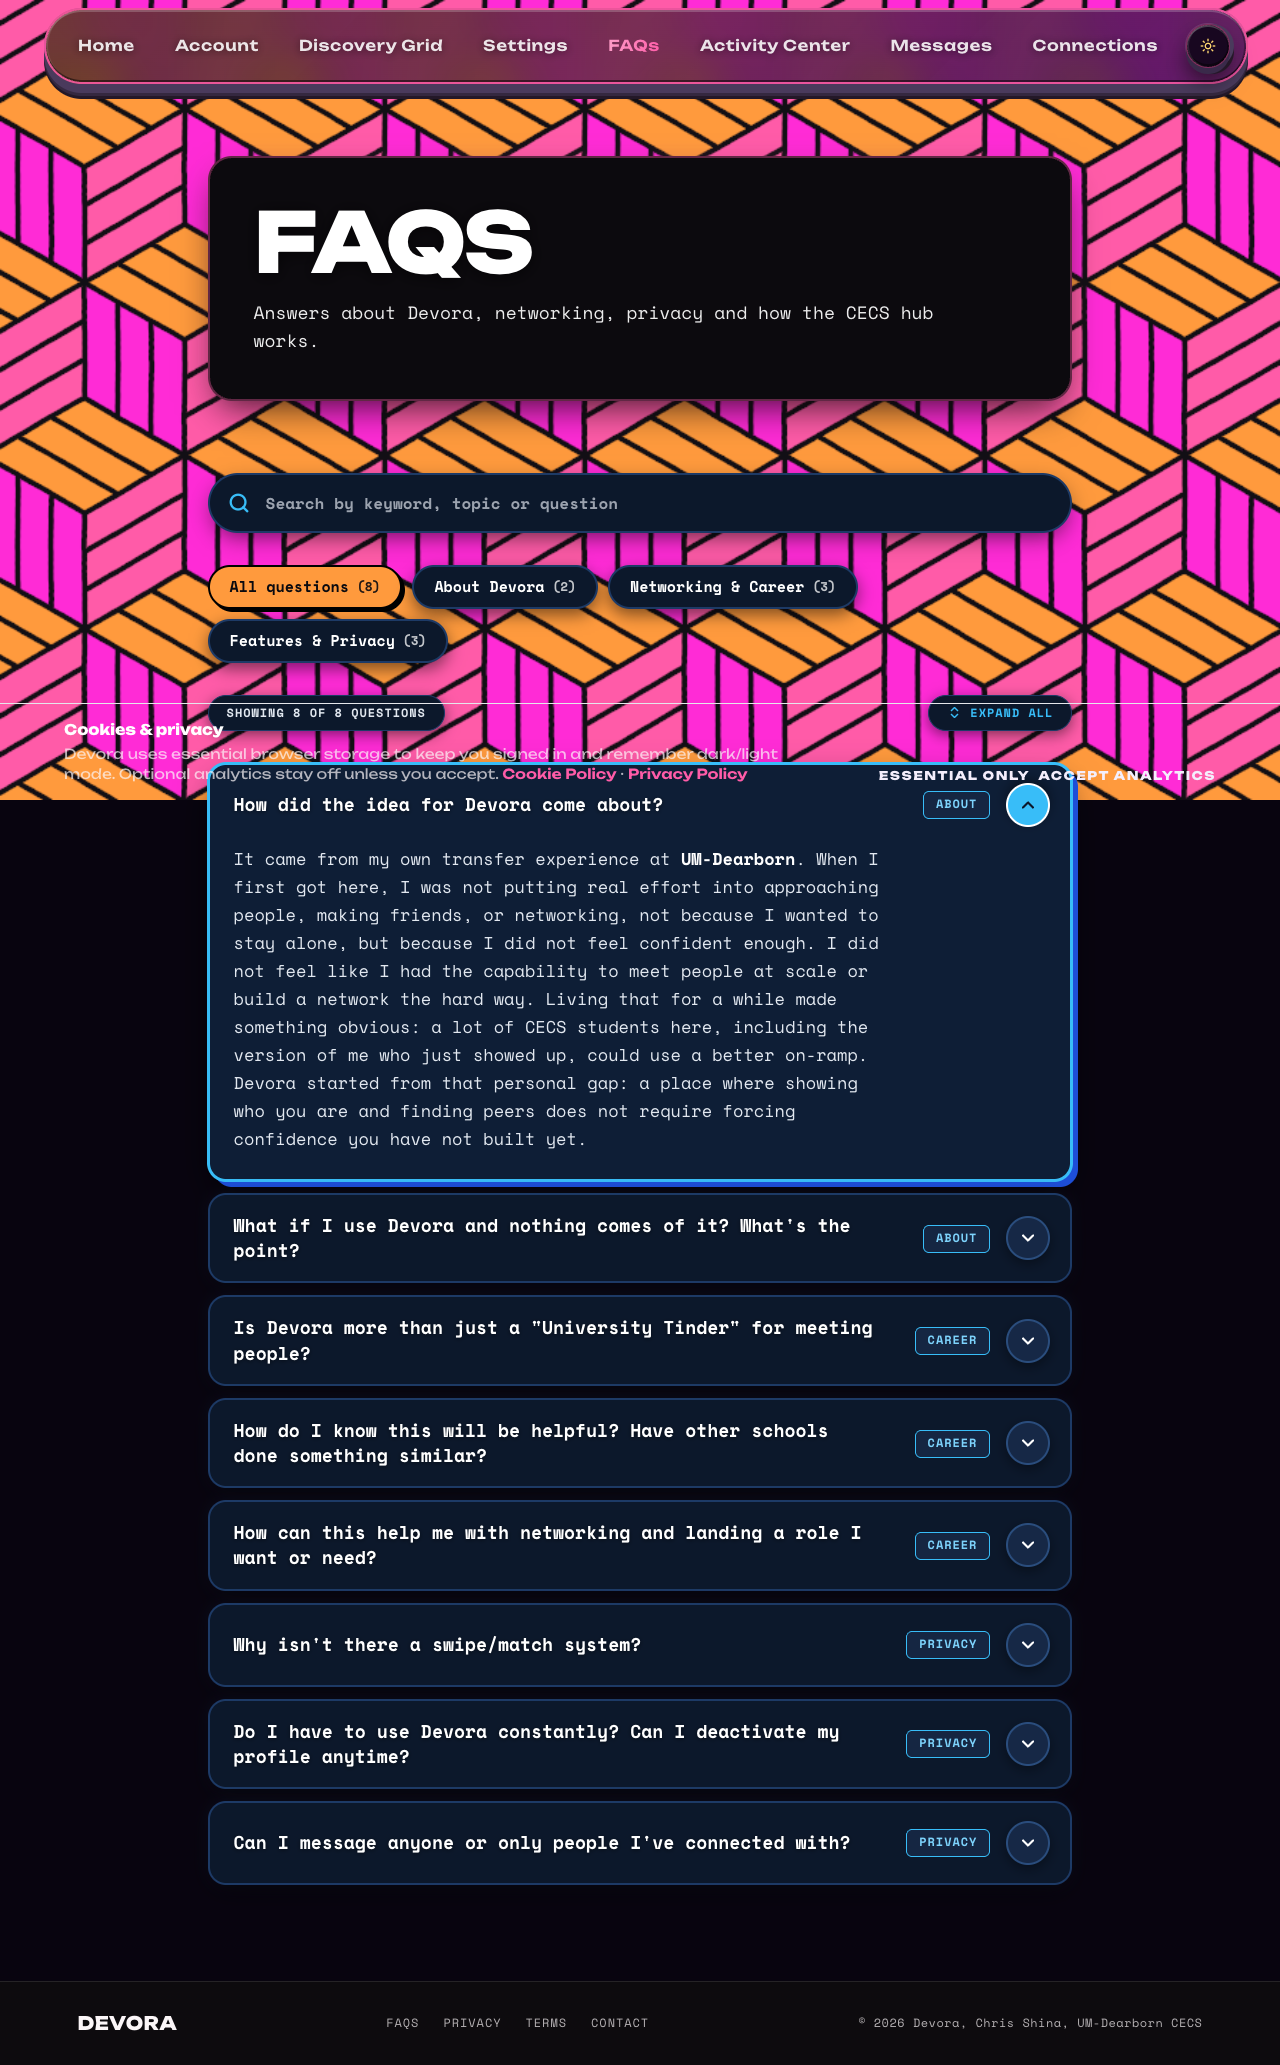 Home Account Discovery Grid Settings FAQs Activity Center Messages Connections
FAQS
Answers about Devora, networking, privacy and how the CECS hub
works.
Search by keyword, topic or question
All questions (8) About Devora (2) Networking & Career (3)
Features & Privacy (3)
SHOWING 8 OF 8 QUESTIONS EXPAND ALL
Cookies & privacy
Devora uses essential browser storage to keep you signed in and remember dark/light
mode. Optional analytics stay off unless you accept. Cookie Policy · Privacy Policy
ESSENTIAL ONLY ACCEPT ANALYTICS
How did the idea for Devora come about? ABOUT
It came from my own transfer experience at UM-Dearborn. When I
first got here, I was not putting real effort into approaching
people, making friends, or networking, not because I wanted to
stay alone, but because I did not feel confident enough. I did
not feel like I had the capability to meet people at scale or
build a network the hard way. Living that for a while made
something obvious: a lot of CECS students here, including the
version of me who just showed up, could use a better on-ramp.
Devora started from that personal gap: a place where showing
who you are and finding peers does not require forcing
confidence you have not built yet.
What if I use Devora and nothing comes of it? What's the
point?
ABOUT
Is Devora more than just a "University Tinder" for meeting
people?
CAREER
How do I know this will be helpful? Have other schools
done something similar?
CAREER
How can this help me with networking and landing a role I
want or need?
CAREER
Why isn't there a swipe/match system? PRIVACY
Do I have to use Devora constantly? Can I deactivate my
profile anytime?
PRIVACY
Can I message anyone or only people I've connected with? PRIVACY
DEVORA FAQS PRIVACY TERMS CONTACT © 2026 Devora, Chris Shina, UM-Dearborn CECS